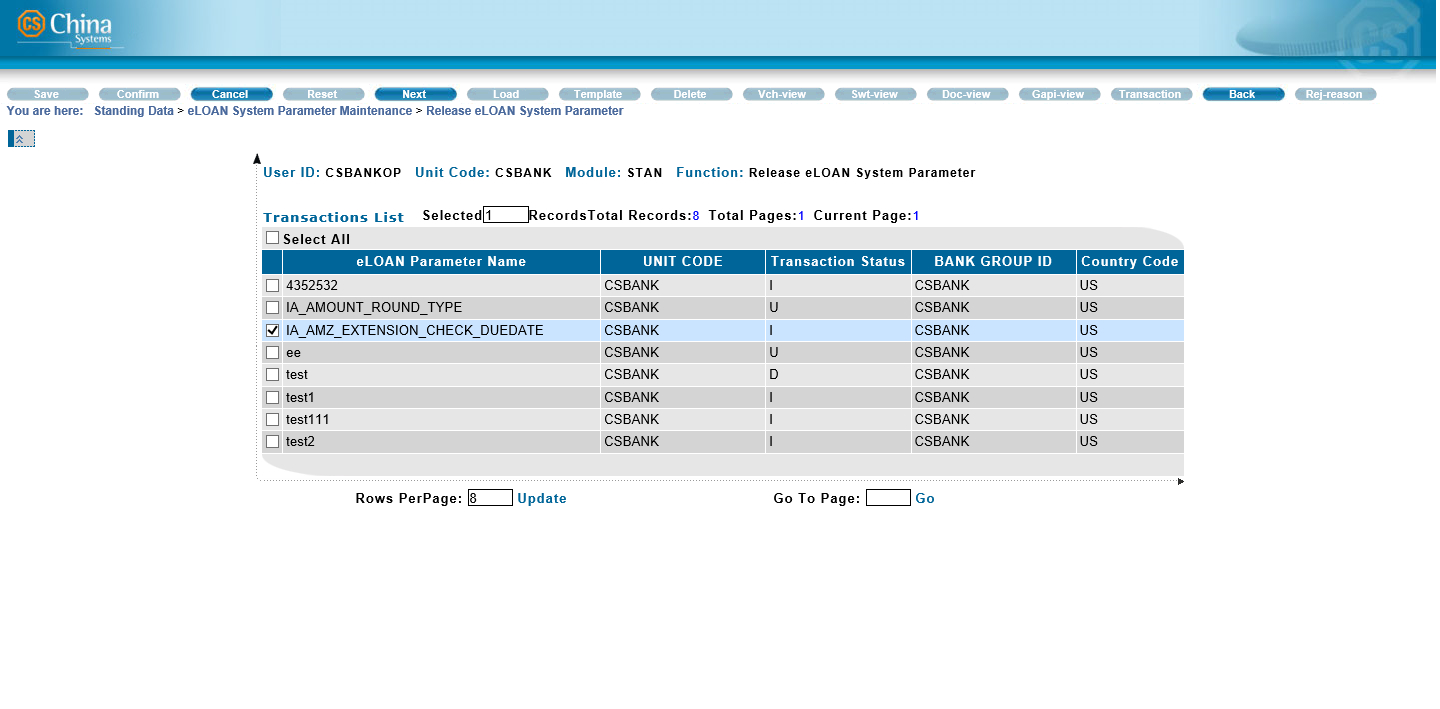 CS China
Systems
CS
Save Confirm Cancel Reset Next Load Template Delete Vch-view Swt-view Doc-view Gapi-view Transaction Back Rej-reason
You are here: Standing Data > eLOAN System Parameter Maintenance > Release eLOAN System Parameter
User ID: CSBANKOP Unit Code: CSBANK Module: STAN Function: Release eLOAN System Parameter
Transactions List Selected 1 RecordsTotal Records:8 Total Pages:1 Current Page:1
Select All
eLOAN Parameter Name UNIT CODE Transaction Status BANK GROUP ID Country Code
4352532 CSBANK I CSBANK US
IA_AMOUNT_ROUND_TYPE CSBANK U CSBANK US
IA_AMZ_EXTENSION_CHECK_DUEDATE CSBANK I CSBANK US
ee CSBANK U CSBANK US
test CSBANK D CSBANK US
test1 CSBANK I CSBANK US
test111 CSBANK I CSBANK US
test2 CSBANK I CSBANK US
Rows PerPage: 8 Update Go To Page: Go